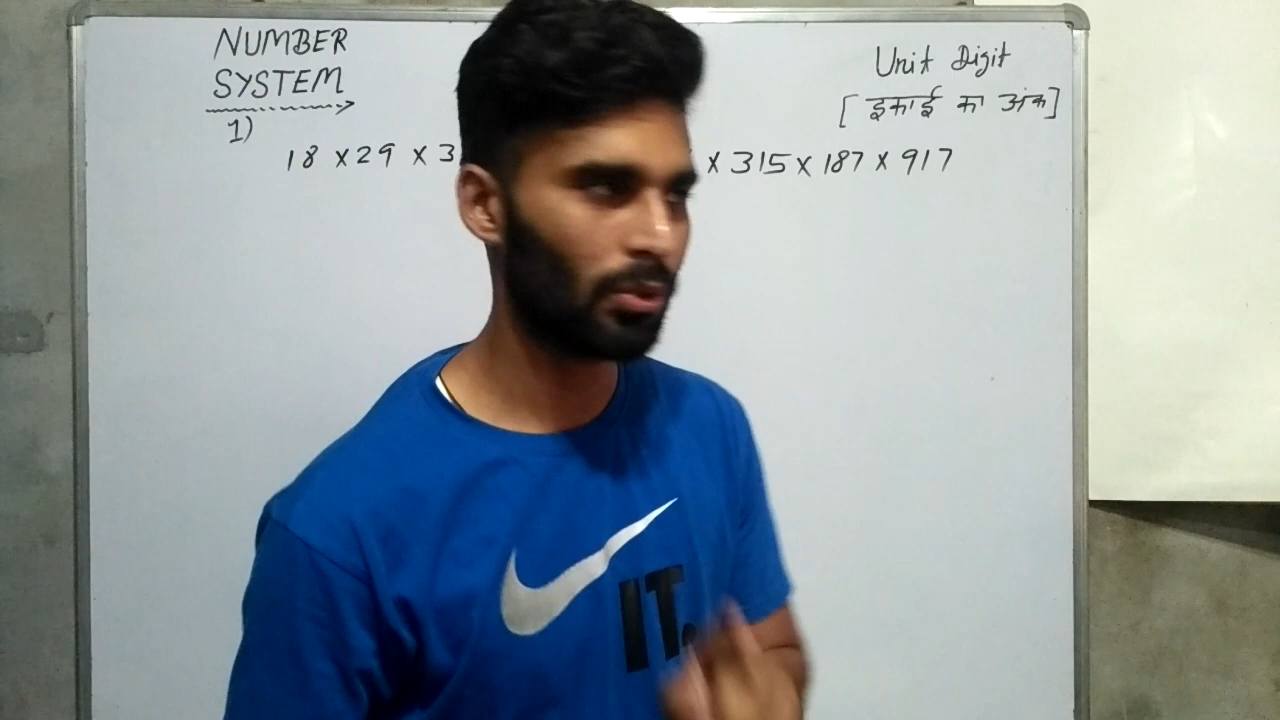 NUMBER
SYSTEM
Unit Digit
[ इकाई का अंक ]
1)
18 × 29 × 3 × 315 × 187 × 917
IT.